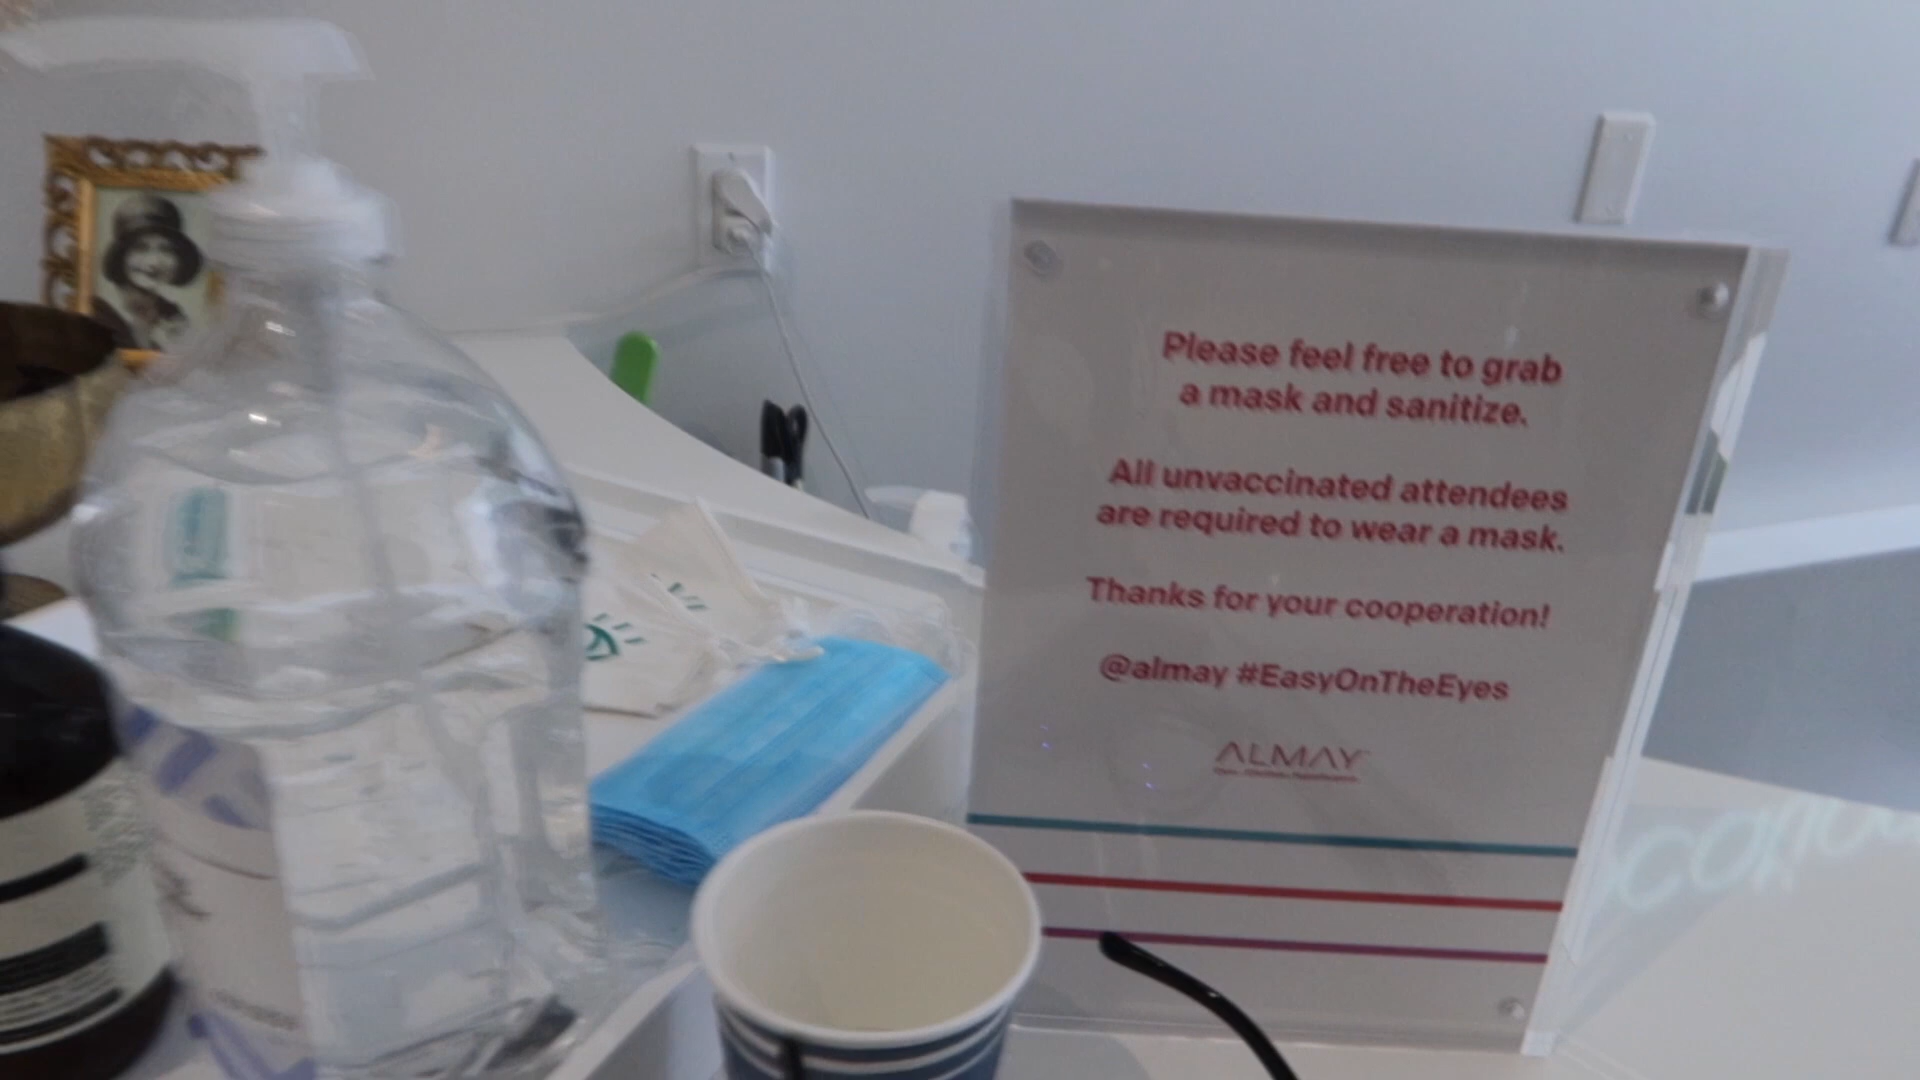 Please feel free to grab
a mask and sanitize.
All unvaccinated attendees
are required to wear a mask.
Thanks for your cooperation!
@almay #EasyOnTheEyes
ALMAY